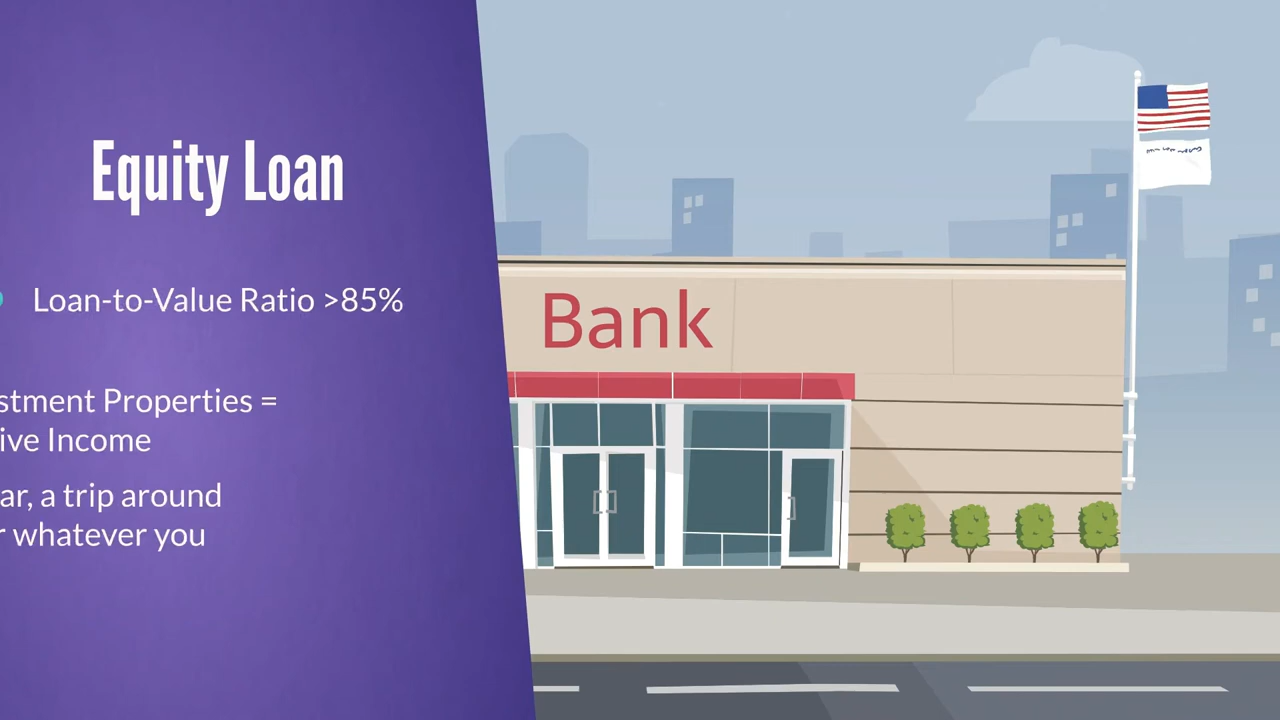 Equity Loan
Loan-to-Value Ratio >85%
stment Properties =
ive Income
ar, a trip around
r whatever you
Bank